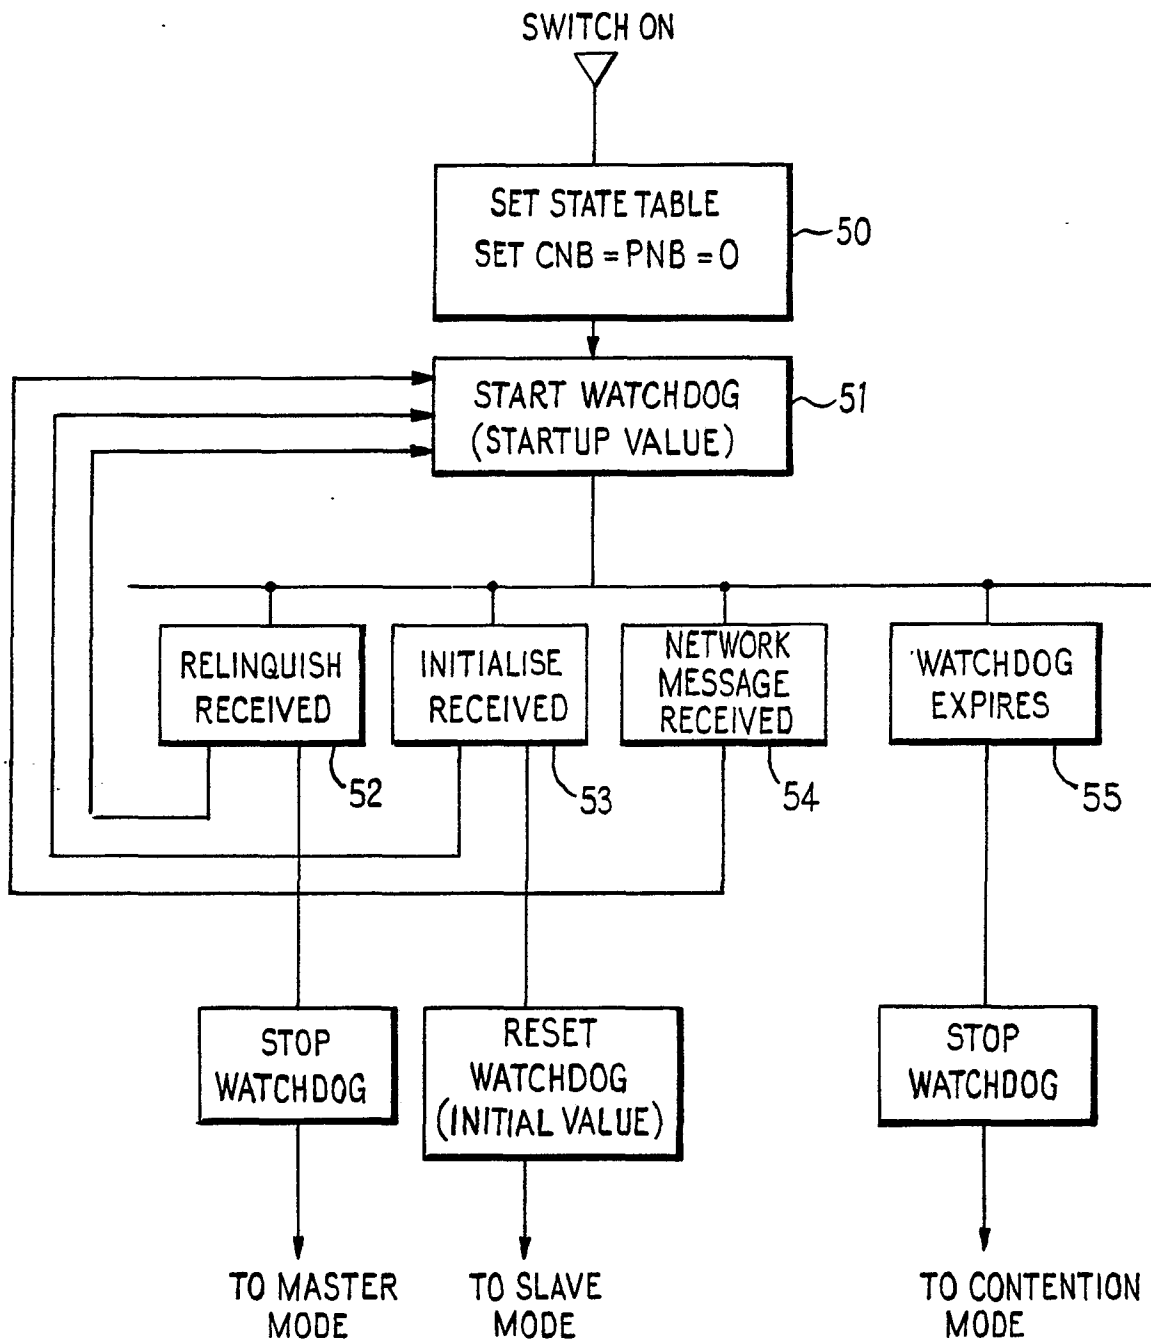 SWITCH ON
SET STATE TABLE
SET CNB = PNB = 0
50
START WATCHDOG
(STARTUP VALUE)
51
RELINQUISH
RECEIVED
52
INITIALISE
RECEIVED
53
NETWORK
MESSAGE
RECEIVED
54
WATCHDOG
EXPIRES
55
STOP
WATCHDOG
RESET
WATCHDOG
(INITIAL VALUE)
STOP
WATCHDOG
TO MASTER
MODE
TO SLAVE
MODE
TO CONTENTION
MODE